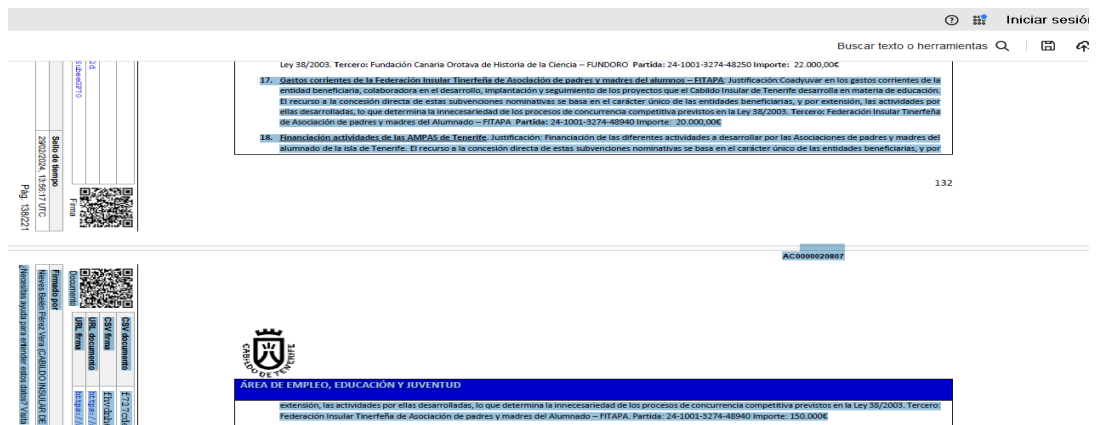 Iniciar sesión
Buscar texto o herramientas
Ley 38/2003. Tercero: Fundación Canaria Orotava de Historia de la Ciencia – FUNDORO Partida: 24-1001-3274-48250 Importe: 22.000,00€
17. Gastos corrientes de la Federación Insular Tinerfeña de Asociación de padres y madres del alumnos – FITAPA: Justificación:Coadyuvar en los gastos corrientes de la
entidad beneficiaria, colaboradora en el desarrollo, implantación y seguimiento de los proyectos que el Cabildo Insular de Tenerife desarrolla en materia de educación.
El recurso a la concesión directa de estas subvenciones nominativas se basa en el carácter único de las entidades beneficiarias, y por extensión, las actividades por
ellas desarrolladas, lo que determina la innecesariedad de los procesos de concurrencia competitiva previstos en la Ley 38/2003. Tercero: Federación Insular Tinerfeña
de Asociación de padres y madres del Alumnado – FITAPA Partida: 24-1001-3274-48940 Importe: 20.000,00€
18. Financiación actividades de las AMPAS de Tenerife. Justificación: Financiación de las diferentes actividades a desarrollar por las Asociaciones de padres y madres del
alumnado de la isla de Tenerife. El recurso a la concesión directa de estas subvenciones nominativas se basa en el carácter único de las entidades beneficiarias, y por
132
Firma
Sello de tiempo
29/02/2024, 13:56:17 UTC
Pág. 138/221
AC0000020807
CSV documento
CSV firma
URL documento
URL firma
Documento
Firmado por
Nieves Belén Pérez Vera (CABILDO INSULAR DE
¿Necesitas ayuda para entender estos datos? Visita
CABILDO DE TENERIFE
ÁREA DE EMPLEO, EDUCACIÓN Y JUVENTUD
extensión, las actividades por ellas desarrolladas, lo que determina la innecesariedad de los procesos de concurrencia competitiva previstos en la Ley 38/2003. Tercero:
Federación Insular Tinerfeña de Asociación de padres y madres del Alumnado – FITAPA. Partida: 24-1001-3274-48940 Importe: 150.000€